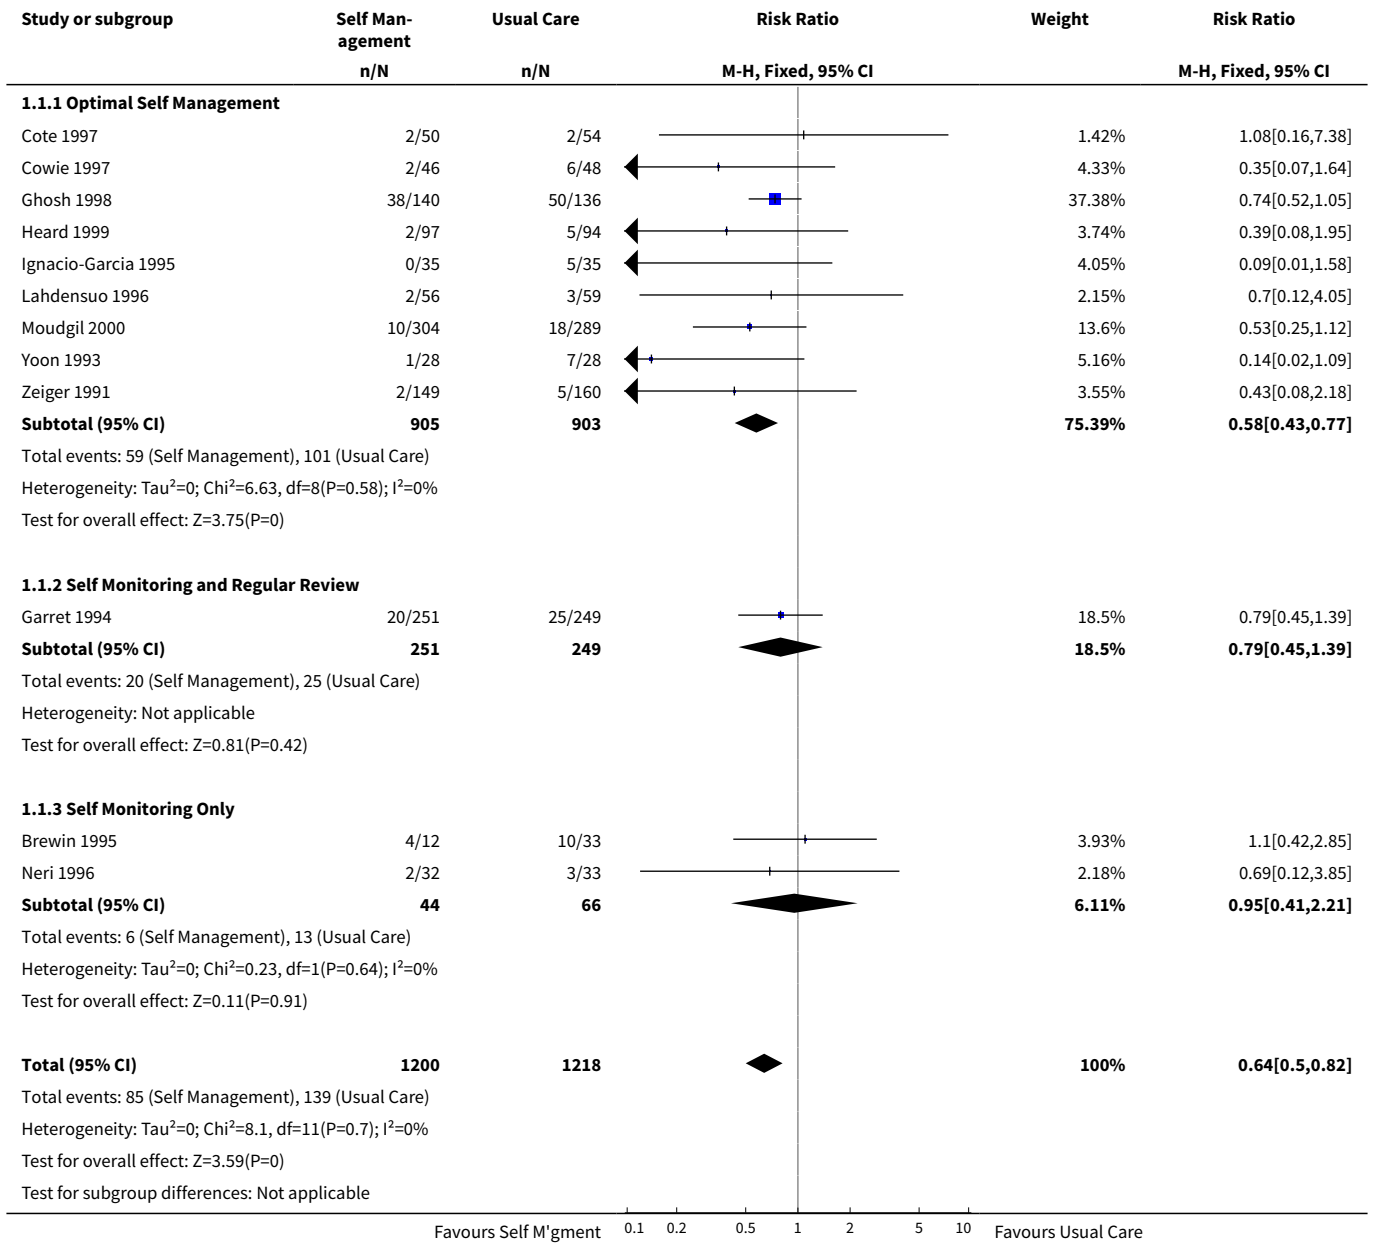 Study or subgroup Self Man- Usual Care Risk Ratio Weight Risk Ratio
agement
n/N n/N M-H, Fixed, 95% CI M-H, Fixed, 95% CI
1.1.1 Optimal Self Management
Cote 1997 2/50 2/54 1.42% 1.08[0.16,7.38]
Cowie 1997 2/46 6/48 4.33% 0.35[0.07,1.64]
Ghosh 1998 38/140 50/136 37.38% 0.74[0.52,1.05]
Heard 1999 2/97 5/94 3.74% 0.39[0.08,1.95]
Ignacio-Garcia 1995 0/35 5/35 4.05% 0.09[0.01,1.58]
Lahdensuo 1996 2/56 3/59 2.15% 0.7[0.12,4.05]
Moudgil 2000 10/304 18/289 13.6% 0.53[0.25,1.12]
Yoon 1993 1/28 7/28 5.16% 0.14[0.02,1.09]
Zeiger 1991 2/149 5/160 3.55% 0.43[0.08,2.18]
Subtotal (95% CI) 905 903 75.39% 0.58[0.43,0.77]
Total events: 59 (Self Management), 101 (Usual Care)
Heterogeneity: Tau²=0; Chi²=6.63, df=8(P=0.58); I²=0%
Test for overall effect: Z=3.75(P=0)
1.1.2 Self Monitoring and Regular Review
Garret 1994 20/251 25/249 18.5% 0.79[0.45,1.39]
Subtotal (95% CI) 251 249 18.5% 0.79[0.45,1.39]
Total events: 20 (Self Management), 25 (Usual Care)
Heterogeneity: Not applicable
Test for overall effect: Z=0.81(P=0.42)
1.1.3 Self Monitoring Only
Brewin 1995 4/12 10/33 3.93% 1.1[0.42,2.85]
Neri 1996 2/32 3/33 2.18% 0.69[0.12,3.85]
Subtotal (95% CI) 44 66 6.11% 0.95[0.41,2.21]
Total events: 6 (Self Management), 13 (Usual Care)
Heterogeneity: Tau²=0; Chi²=0.23, df=1(P=0.64); I²=0%
Test for overall effect: Z=0.11(P=0.91)
Total (95% CI) 1200 1218 100% 0.64[0.5,0.82]
Total events: 85 (Self Management), 139 (Usual Care)
Heterogeneity: Tau²=0; Chi²=8.1, df=11(P=0.7); I²=0%
Test for overall effect: Z=3.59(P=0)
Test for subgroup differences: Not applicable
Favours Self M'gment 0.1 0.2 0.5 1 2 5 10 Favours Usual Care